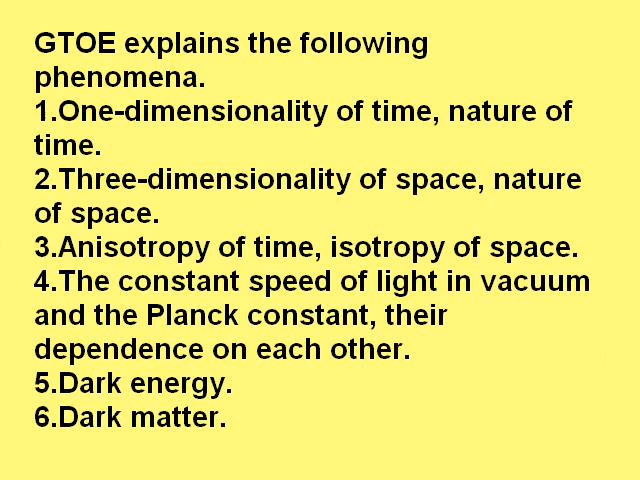 GTOE explains the following
phenomena.
1.One-dimensionality of time, nature of
time.
2.Three-dimensionality of space, nature
of space.
3.Anisotropy of time, isotropy of space.
4.The constant speed of light in vacuum
and the Planck constant, their
dependence on each other.
5.Dark energy.
6.Dark matter.